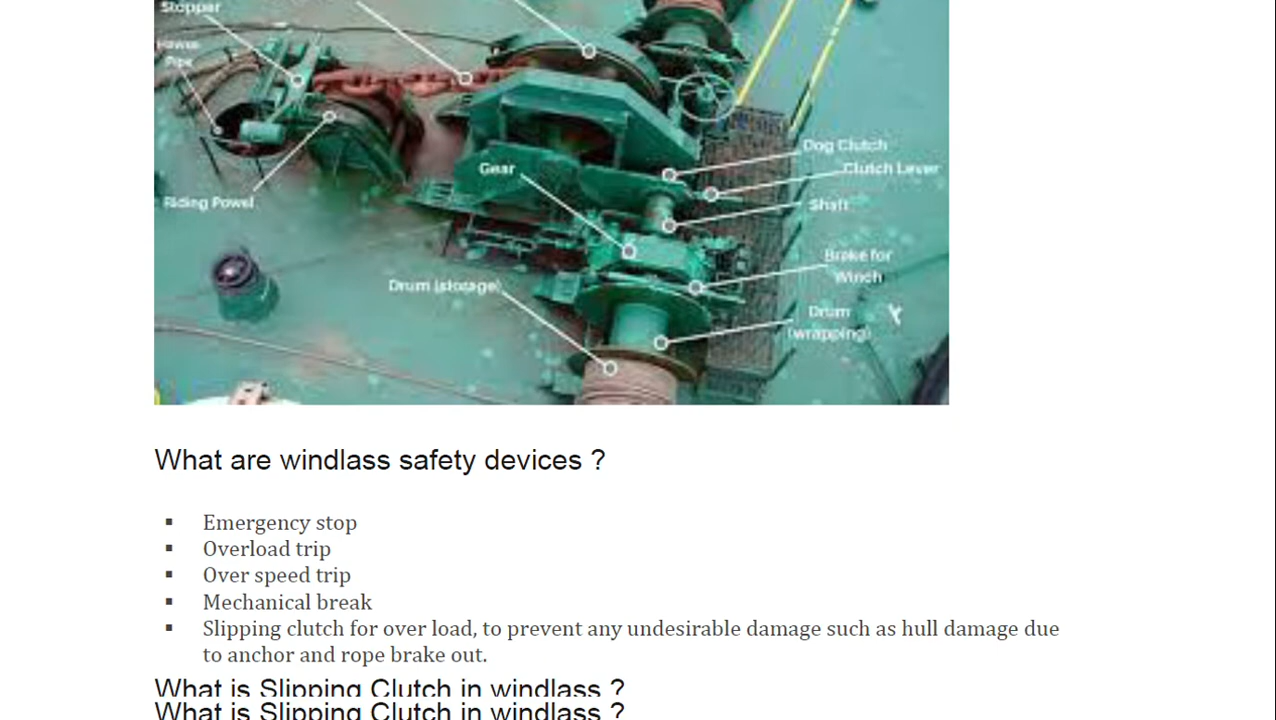 Stopper
Hawse
Pipe
Riding Powel
Gear
Drum (storage)
Dog Clutch
Clutch Lever
Shaft
Brake for
Winch
Drum
(wrapping)
What are windlass safety devices ?
▪ Emergency stop
▪ Overload trip
▪ Over speed trip
▪ Mechanical break
▪ Slipping clutch for over load, to prevent any undesirable damage such as hull damage due
to anchor and rope brake out.
What is Slipping Clutch in windlass ?
What is Slipping Clutch in windlass ?